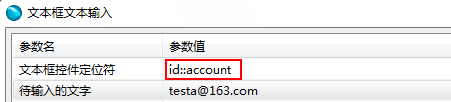 文本框文本输入
参数名 参数值
文本框控件定位符 id::account
待输入的文字 testa@163.com